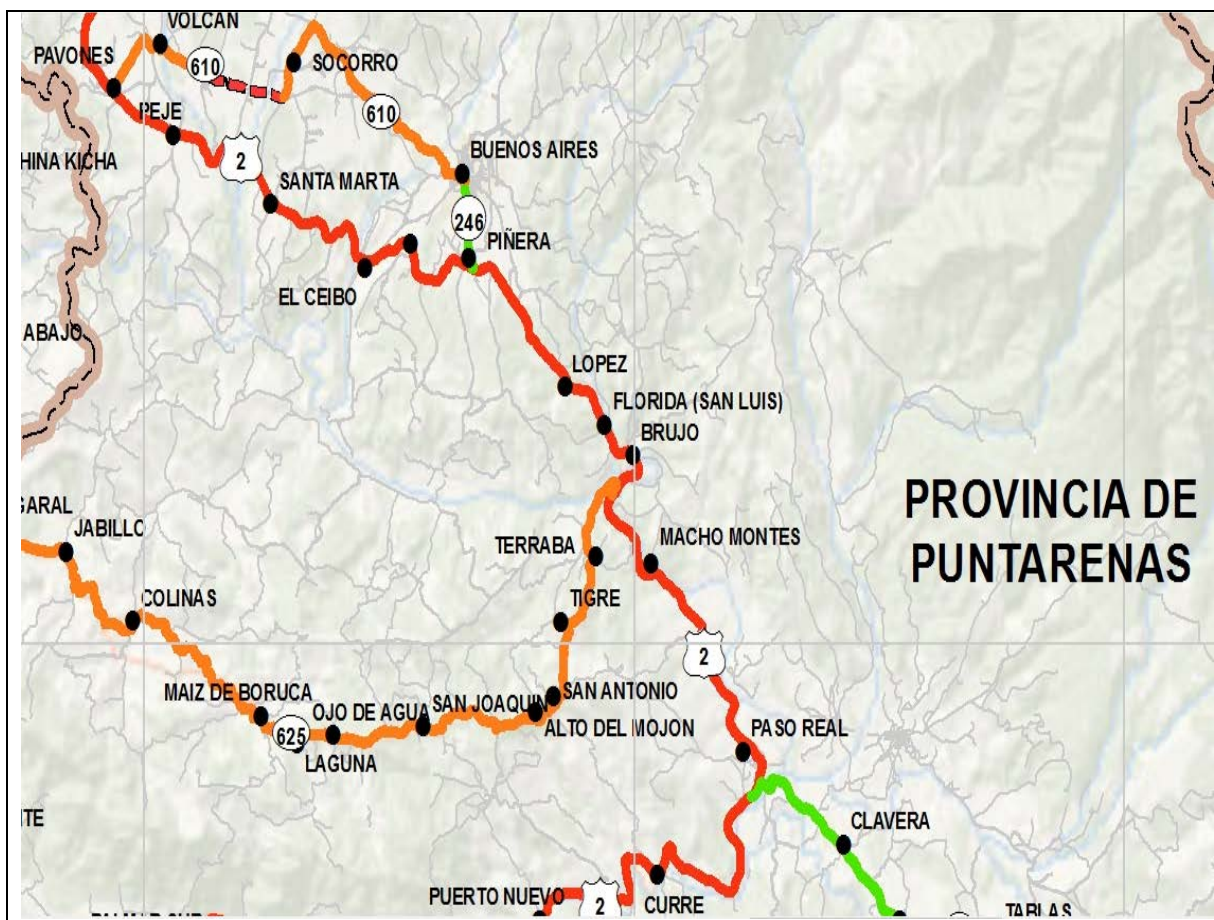 VOLCAN
PAVONES
610
SOCORRO
PEJE
610
HINA KICHA
2
BUENOS AIRES
SANTA MARTA
246
PIÑERA
EL CEIBO
ABAJO
LOPEZ
FLORIDA (SAN LUIS)
BRUJO
PROVINCIA DE
PUNTARENAS
GARAL
JABILLO
TERRABA
MACHO MONTES
COLINAS
TIGRE
2
MAIZ DE BORUCA
SAN ANTONIO
OJO DE AGUA
SAN JOAQUIN
ALTO DEL MOJON
625
LAGUNA
PASO REAL
CLAVERA
PUERTO NUEVO
2
CURRE
TABLAS